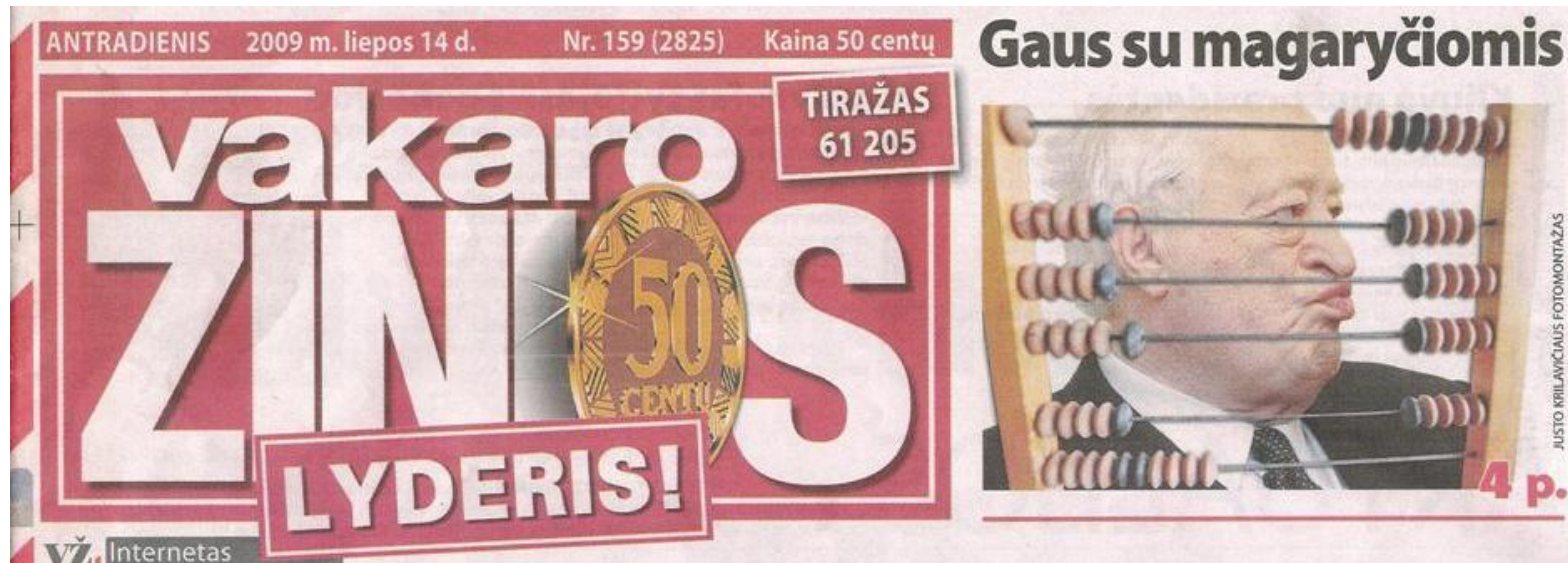 ANTRADIENIS 2009 m. liepos 14 d. Nr. 159 (2825) Kaina 50 centų
TIRAŽAS
61 205
vakaro
ŽINIOS
50
CENTŲ
LYDERIS!
VŽ. Internetas
Gaus su magaryčiomis
JUSTO KRILAVIČIAUS FOTOMONTAŽAS
4 p.